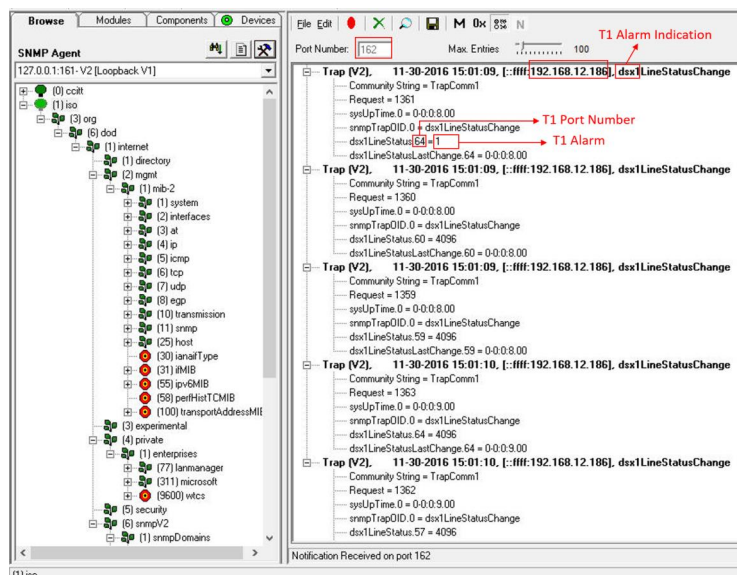 Browse
Modules
Components
Devices
SNMP Agent
127.0.0.1:161- V2 [Loopback V1]
(0) ccitt
(1) iso
(3) org
(6) dod
(1) internet
(1) directory
(2) mgmt
(1) mib-2
(1) system
(2) interfaces
(3) at
(4) ip
(5) icmp
(6) tcp
(7) udp
(8) egp
(10) transmission
(11) snmp
(25) host
(30) ianaifType
(31) ifMIB
(55) ipv6MIB
(58) perfHistTCMIB
(100) transportAddressMIE
(3) experimental
(4) private
(1) enterprises
(77) lanmanager
(311) microsoft
(9600) wtcs
(5) security
(6) snmpV2
(1) snmpDomains
(1) iso
File Edit M 0x N
Port Number: 162 Max. Entries 100
T1 Alarm Indication
Trap (V2), 11-30-2016 15:01:09, [::ffff:192.168.12.186], dsx1LineStatusChange
Community String = TrapComm1
Request = 1361
sysUpTime.0 = 0-0:0:8.00
snmpTrapOID.0 = dsx1LineStatusChange
T1 Port Number
dsx1LineStatus.64 = 1
T1 Alarm
dsx1LineStatusLastChange.64 = 0-0:0:8.00
Trap (V2), 11-30-2016 15:01:09, [::ffff:192.168.12.186], dsx1LineStatusChange
Community String = TrapComm1
Request = 1360
sysUpTime.0 = 0-0:0:8.00
snmpTrapOID.0 = dsx1LineStatusChange
dsx1LineStatus.60 = 4096
dsx1LineStatusLastChange.60 = 0-0:0:8.00
Trap (V2), 11-30-2016 15:01:09, [::ffff:192.168.12.186], dsx1LineStatusChange
Community String = TrapComm1
Request = 1359
sysUpTime.0 = 0-0:0:8.00
snmpTrapOID.0 = dsx1LineStatusChange
dsx1LineStatus.59 = 4096
dsx1LineStatusLastChange.59 = 0-0:0:8.00
Trap (V2), 11-30-2016 15:01:10, [::ffff:192.168.12.186], dsx1LineStatusChange
Community String = TrapComm1
Request = 1363
sysUpTime.0 = 0-0:0:9.00
snmpTrapOID.0 = dsx1LineStatusChange
dsx1LineStatus.64 = 4096
dsx1LineStatusLastChange.64 = 0-0:0:9.00
Trap (V2), 11-30-2016 15:01:10, [::ffff:192.168.12.186], dsx1LineStatusChange
Community String = TrapComm1
Request = 1362
sysUpTime.0 = 0-0:0:9.00
snmpTrapOID.0 = dsx1LineStatusChange
dsx1LineStatus.57 = 4096
Notification Received on port 162